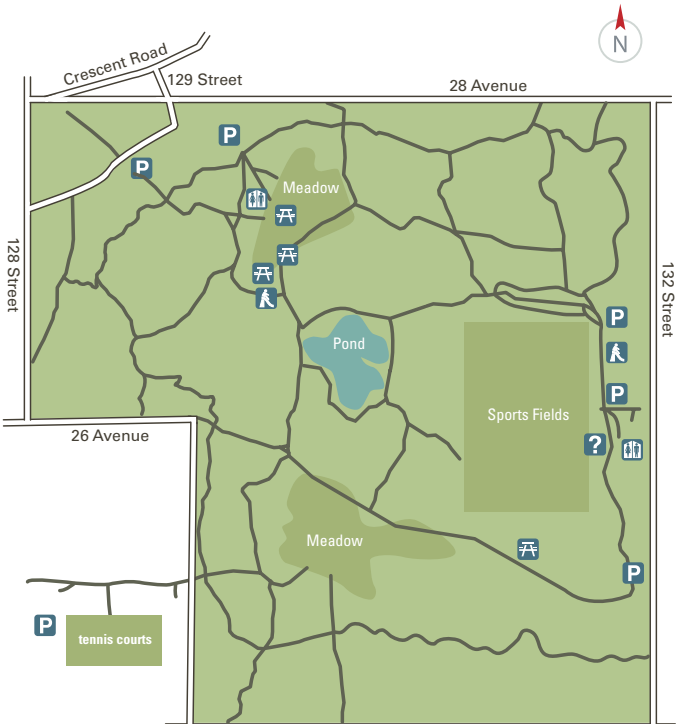 N
Crescent Road
129 Street
28 Avenue
P
P
Meadow
128 Street
132 Street
P
Pond
P
Sports Fields
26 Avenue
?
Meadow
P
P
tennis courts